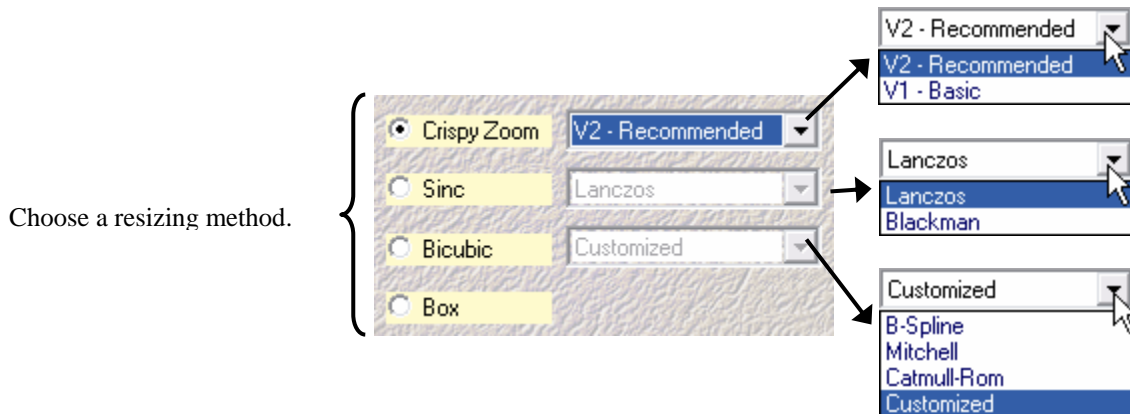 Choose a resizing method.
Crispy Zoom V2 - Recommended
Sinc Lanczos
Bicubic Customized
Box
V2 - Recommended
V2 - Recommended
V1 - Basic
Lanczos
Lanczos
Blackman
Customized
B-Spline
Mitchell
Catmull-Rom
Customized